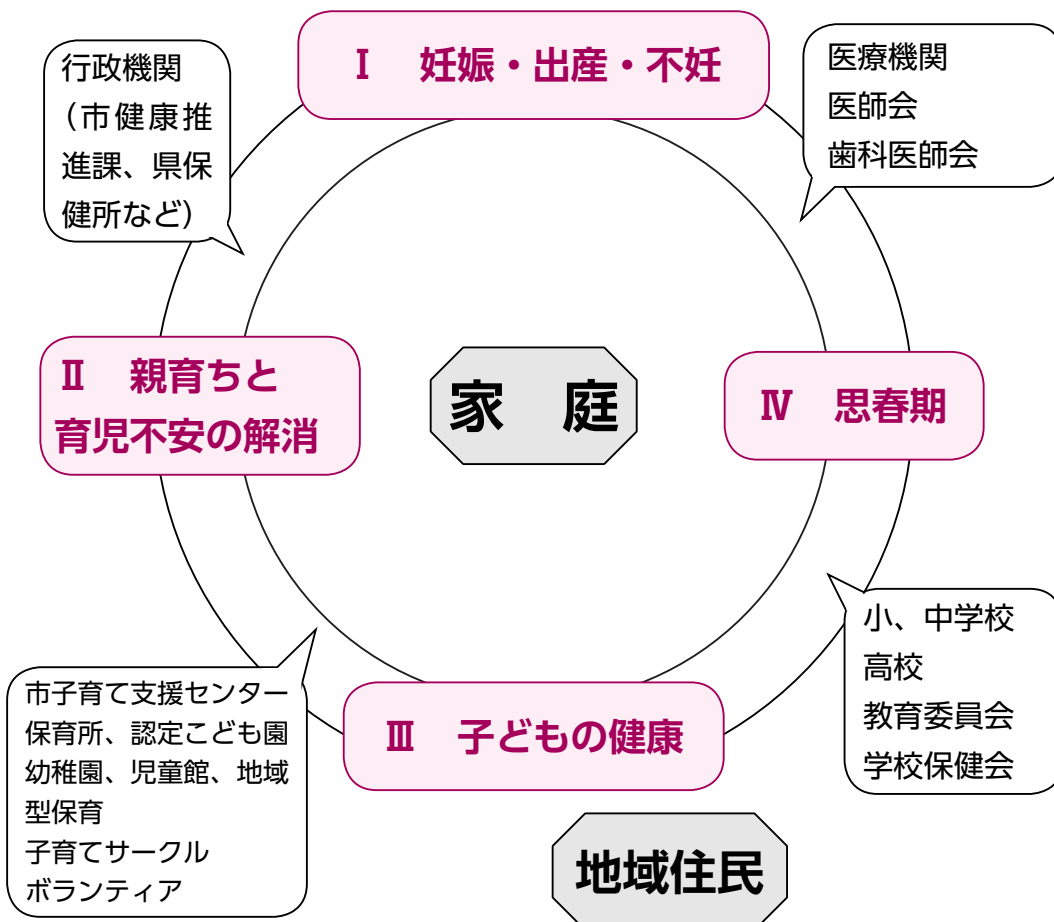 Ⅰ　妊娠・出産・不妊
行政機関
（市健康推
進課、県保
健所など）
医療機関
医師会
歯科医師会
Ⅱ　親育ちと
育児不安の解消
家　庭
Ⅳ　思春期
小、中学校
高校
教育委員会
学校保健会
市子育て支援センター
保育所、認定こども園
幼稚園、児童館、地域
型保育
子育てサークル
ボランティア
Ⅲ　子どもの健康
地域住民